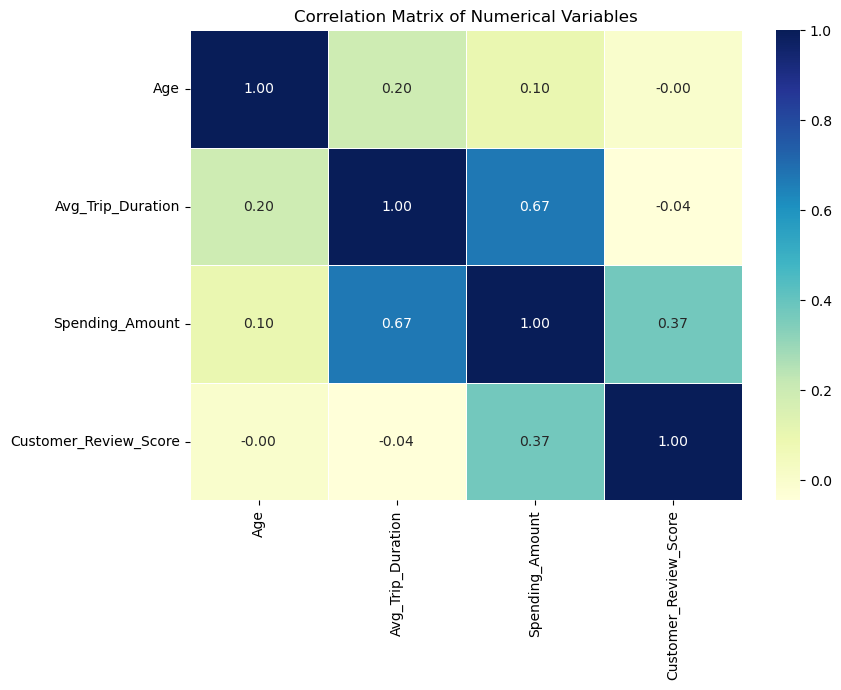 Correlation Matrix of Numerical Variables
Age
1.00
0.20
0.10
-0.00
Avg_Trip_Duration
0.20
1.00
0.67
-0.04
Spending_Amount
0.10
0.67
1.00
0.37
Customer_Review_Score
-0.00
-0.04
0.37
1.00
Age
Avg_Trip_Duration
Spending_Amount
Customer_Review_Score
1.0
0.8
0.6
0.4
0.2
0.0